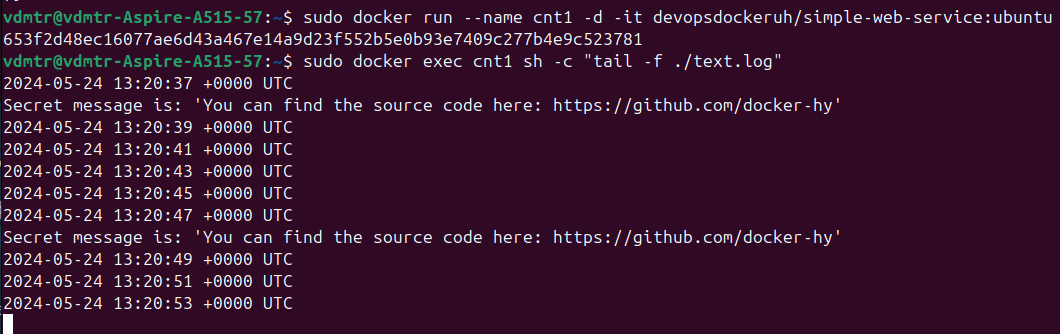 vdmtr@vdmtr-Aspire-A515-57:~$ sudo docker run --name cnt1 -d -it devopsdockeruh/simple-web-service:ubuntu
653f2d48ec16077ae6d43a467e14a9d23f552b5e0b93e7409c277b4e9c523781
vdmtr@vdmtr-Aspire-A515-57:~$ sudo docker exec cnt1 sh -c "tail -f ./text.log"
2024-05-24 13:20:37 +0000 UTC
Secret message is: 'You can find the source code here: https://github.com/docker-hy'
2024-05-24 13:20:39 +0000 UTC
2024-05-24 13:20:41 +0000 UTC
2024-05-24 13:20:43 +0000 UTC
2024-05-24 13:20:45 +0000 UTC
2024-05-24 13:20:47 +0000 UTC
Secret message is: 'You can find the source code here: https://github.com/docker-hy'
2024-05-24 13:20:49 +0000 UTC
2024-05-24 13:20:51 +0000 UTC
2024-05-24 13:20:53 +0000 UTC